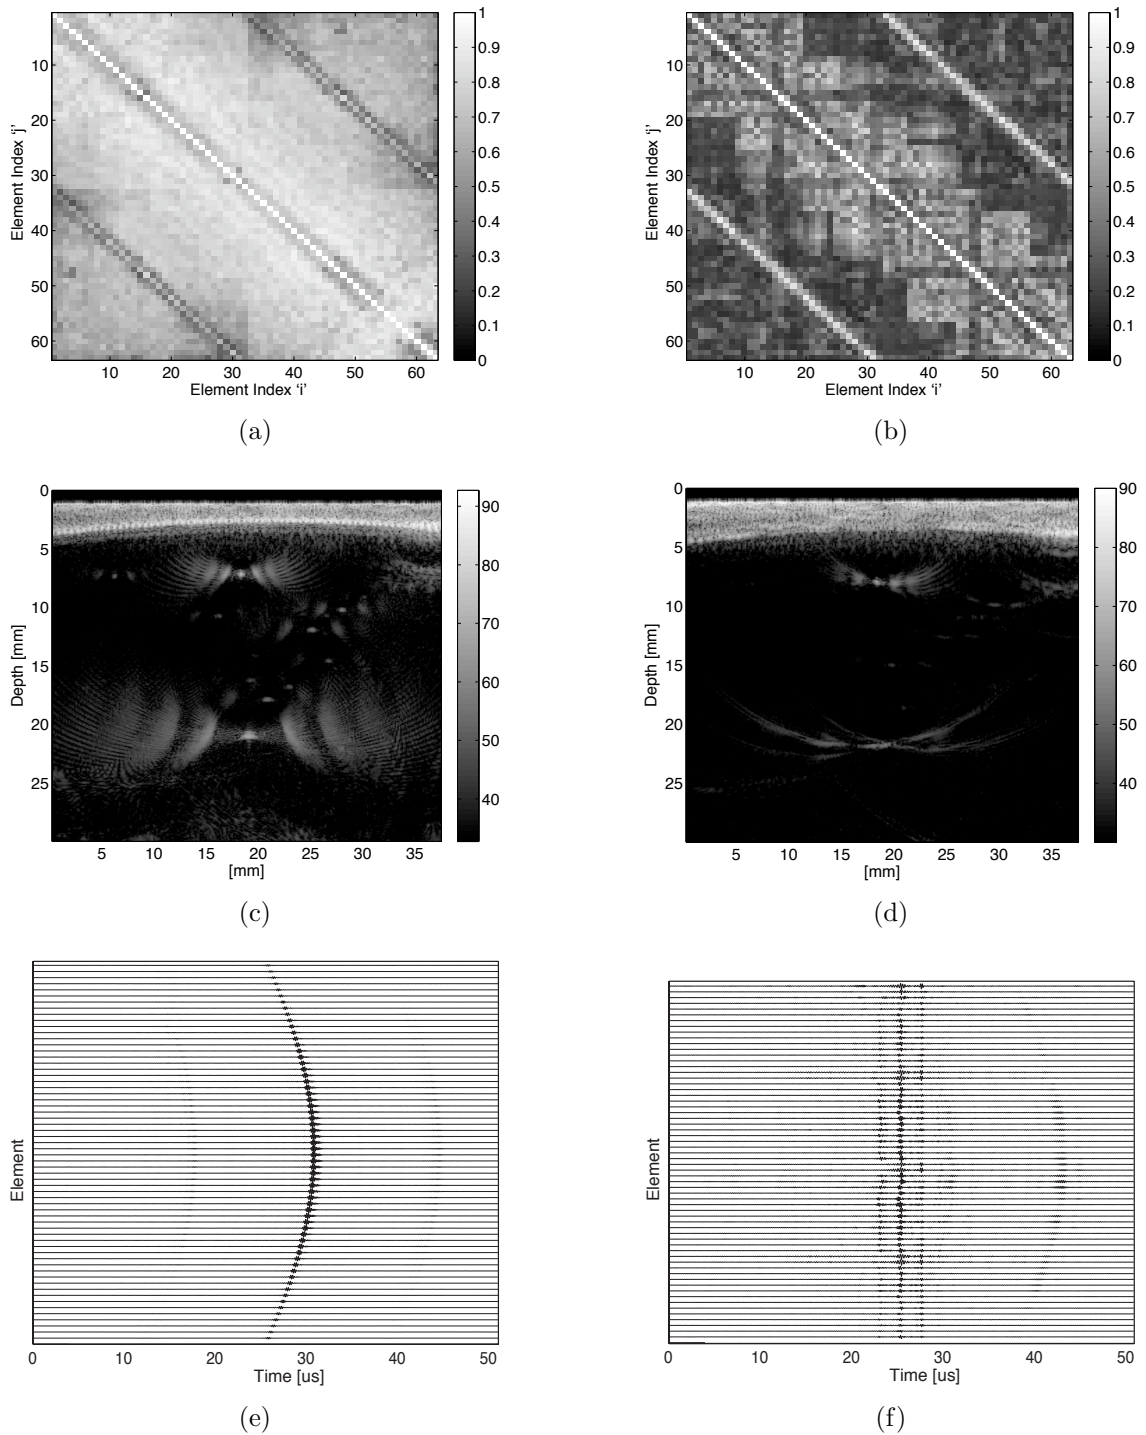 1
0.9
0.8
0.7
0.6
0.5
0.4
0.3
0.2
0.1
0
10
20
30
40
50
60
Element Index ‘j’
10 20 30 40 50 60
Element Index ‘i’
(a)
1
0.9
0.8
0.7
0.6
0.5
0.4
0.3
0.2
0.1
0
10
20
30
40
50
60
Element Index ‘j’
10 20 30 40 50 60
Element Index ‘i’
(b)
0
5
10
15
20
25
Depth [mm]
90
80
70
60
50
40
5 10 15 20 25 30 35
[mm]
(c)
0
5
10
15
20
25
Depth [mm]
90
80
70
60
50
40
5 10 15 20 25 30 35
[mm]
(d)
Element
0 10 20 30 40 50
Time [us]
(e)
Element
0 10 20 30 40 50
Time [us]
(f)